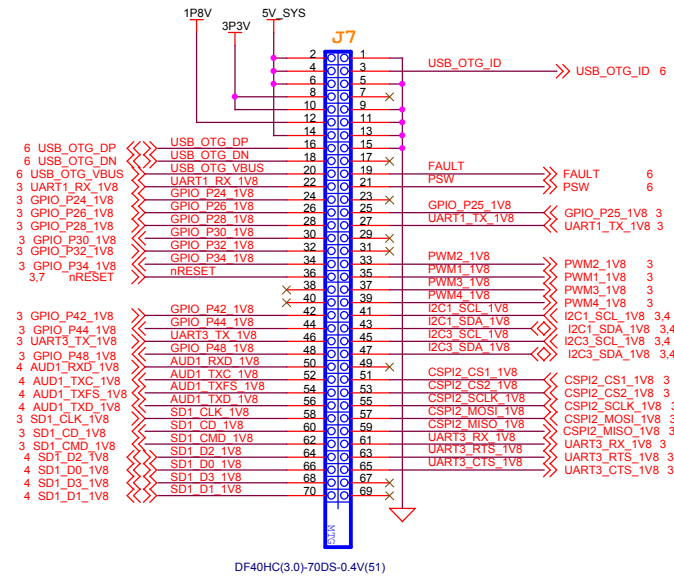 1P8V
5V_SYS
3P3V
J7
2 1
4 3 USB_OTG_ID USB_OTG_ID 6
6 5
8 7
10 9
12 11
14 13
6 USB_OTG_DP USB_OTG_DP 16 15
6 USB_OTG_DN USB_OTG_DN 18 17
6 USB_OTG_VBUS USB_OTG_VBUS 20 19 FAULT FAULT 6
3 UART1_RX_1V8 UART1_RX_1V8 22 21 PSW PSW 6
3 GPIO_P24_1V8 GPIO_P24_1V8 24 23
3 GPIO_P26_1V8 GPIO_P26_1V8 26 25 GPIO_P25_1V8 GPIO_P25_1V8 3
3 GPIO_P28_1V8 GPIO_P28_1V8 28 27 UART1_TX_1V8 UART1_TX_1V8 3
3 GPIO_P30_1V8 GPIO_P30_1V8 30 29
3 GPIO_P32_1V8 GPIO_P32_1V8 32 31
3 GPIO_P34_1V8 GPIO_P34_1V8 34 33 PWM2_1V8 PWM2_1V8 3
3,7 nRESET nRESET 36 35 PWM1_1V8 PWM1_1V8 3
38 37 PWM3_1V8 PWM3_1V8 3
40 39 PWM4_1V8 PWM4_1V8 3
3 GPIO_P42_1V8 GPIO_P42_1V8 42 41 I2C1_SCL_1V8 I2C1_SCL_1V8 3,4
3 GPIO_P44_1V8 GPIO_P44_1V8 44 43 I2C1_SDA_1V8 I2C1_SDA_1V8 3,4
3 UART3_TX_1V8 UART3_TX_1V8 46 45 I2C3_SCL_1V8 I2C3_SCL_1V8 3,4
3 GPIO_P48_1V8 GPIO_P48_1V8 48 47 I2C3_SDA_1V8 I2C3_SDA_1V8 3,4
4 AUD1_RXD_1V8 AUD1_RXD_1V8 50 49
4 AUD1_TXC_1V8 AUD1_TXC_1V8 52 51 CSPI2_CS1_1V8 CSPI2_CS1_1V8 3
4 AUD1_TXFS_1V8 AUD1_TXFS_1V8 54 53 CSPI2_CS2_1V8 CSPI2_CS2_1V8 3
4 AUD1_TXD_1V8 AUD1_TXD_1V8 56 55 CSPI2_SCLK_1V8 CSPI2_SCLK_1V8 3
3 SD1_CLK_1V8 SD1_CLK_1V8 58 57 CSPI2_MOSI_1V8 CSPI2_MOSI_1V8 3
3 SD1_CD_1V8 SD1_CD_1V8 60 59 CSPI2_MISO_1V8 CSPI2_MISO_1V8 3
3 SD1_CMD_1V8 SD1_CMD_1V8 62 61 UART3_RX_1V8 UART3_RX_1V8 3
4 SD1_D2_1V8 SD1_D2_1V8 64 63 UART3_RTS_1V8 UART3_RTS_1V8 3
4 SD1_D0_1V8 SD1_D0_1V8 66 65 UART3_CTS_1V8 UART3_CTS_1V8 3
4 SD1_D3_1V8 SD1_D3_1V8 68 67
4 SD1_D1_1V8 SD1_D1_1V8 70 69
MTG
DF40HC(3.0)-70DS-0.4V(51)